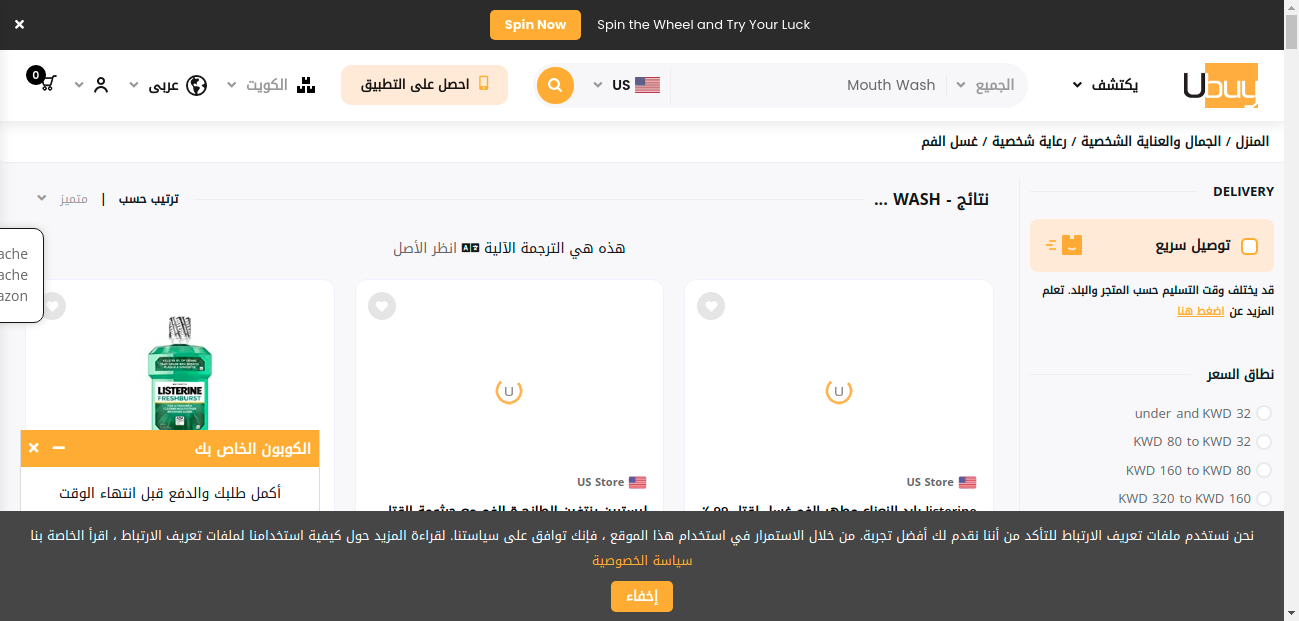 Spin the Wheel and Try Your Luck
Spin Now
Ubuy
يكتشف
الجميع
Mouth Wash
US
احصل على التطبيق
الكويت
عربى
0
المنزل / الجمال والعناية الشخصية / رعاية شخصية / غسل الفم
DELIVERY
توصيل سريع
قد يختلف وقت التسليم حسب المتجر والبلد. تعلم
المزيد عن اضغط هنا
نطاق السعر
under and KWD 32
KWD 80 to KWD 32
KWD 160 to KWD 80
KWD 320 to KWD 160
نتائج - WASH ...
ترتيب حسب | متميز
هذه هي الترجمة الآلية انظر الأصل
ache
ache
azon
U
U
LISTERINE
FRESHBURST
US Store
US Store
الكوبون الخاص بك
أكمل طلبك والدفع قبل انتهاء الوقت
نحن نستخدم ملفات تعريف الارتباط للتأكد من أننا نقدم لك أفضل تجربة. من خلال الاستمرار في استخدام هذا الموقع ، فإنك توافق على سياستنا. لقراءة المزيد حول كيفية استخدامنا لملفات تعريف الارتباط ، اقرأ الخاصة بنا
سياسة الخصوصية
إخفاء